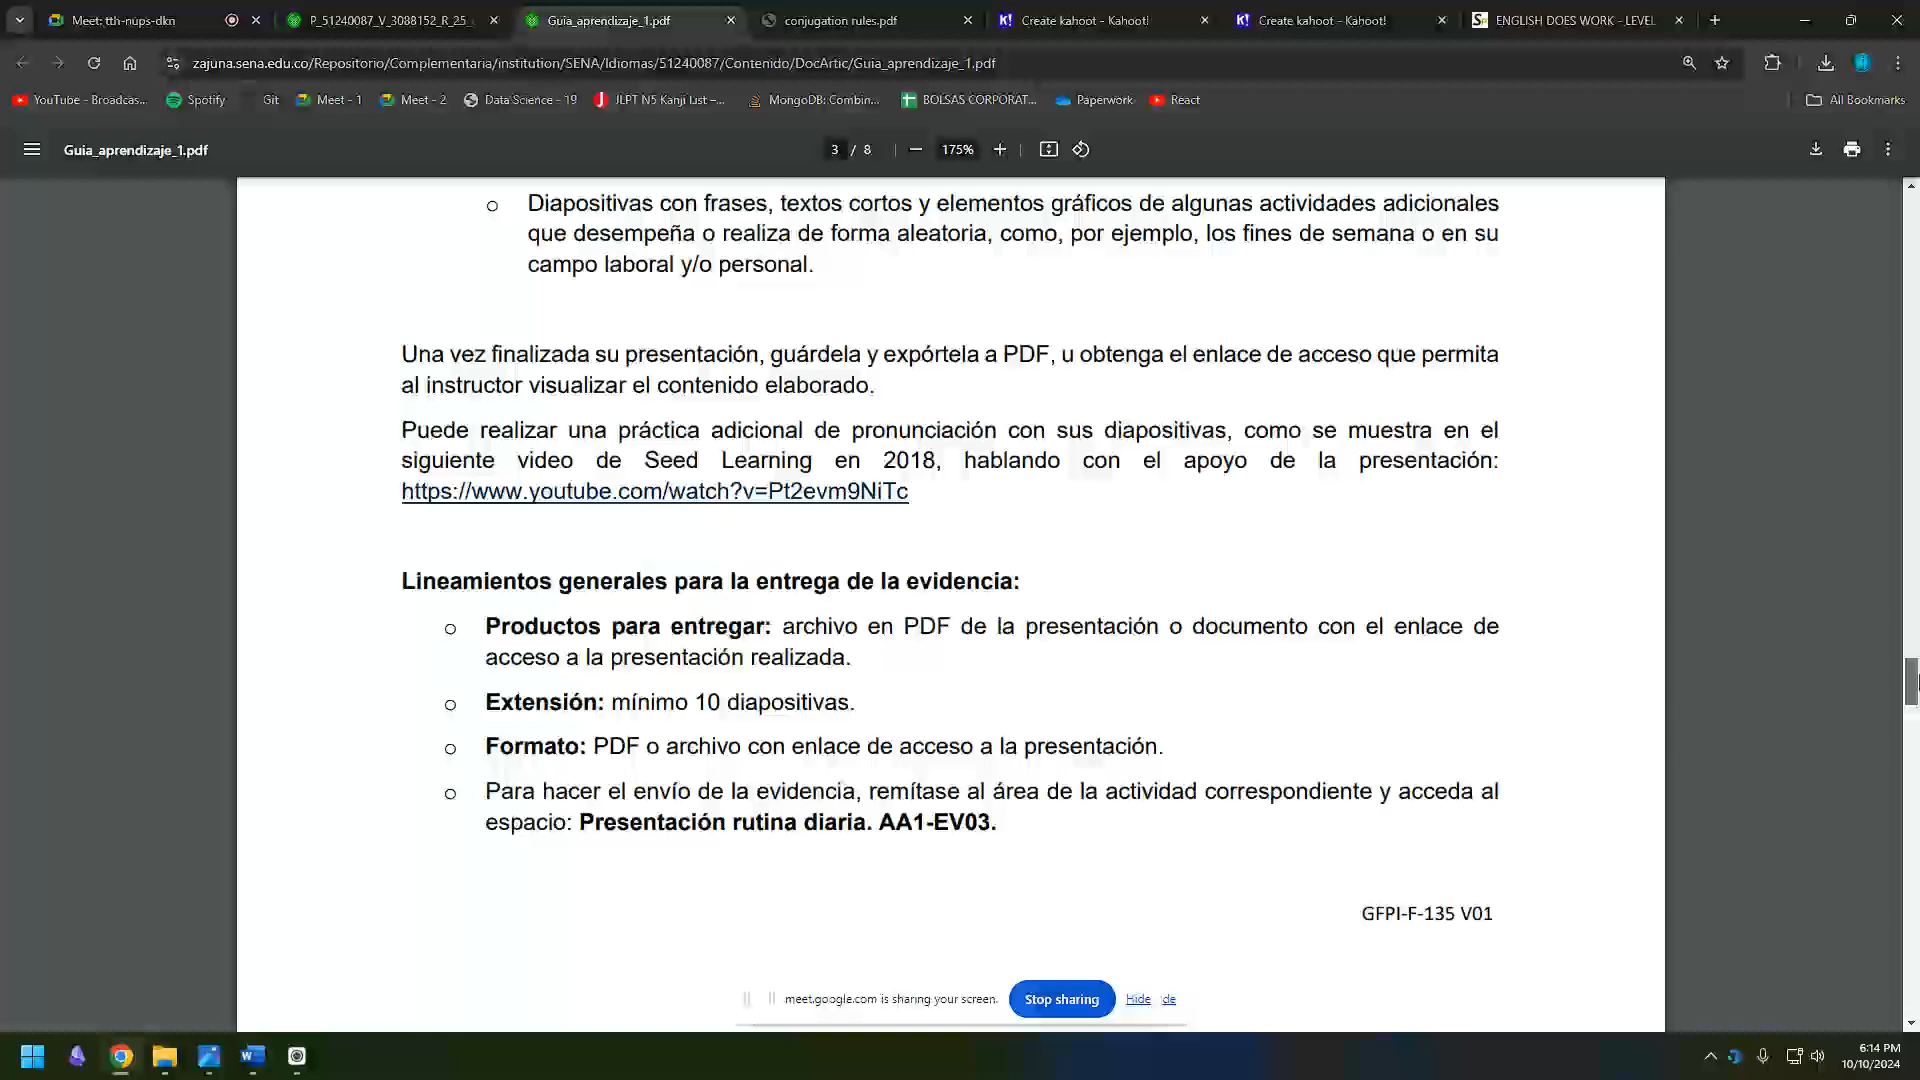 Meet: tth-nups-dkn
P_51240087_V_3088152_R_25
Guia_aprendizaje_1.pdf
conjugation rules.pdf
Create kahoot - Kahoot!
Create kahoot - Kahoot!
ENGLISH DOES WORK - LEVEL
zajuna.sena.edu.co/Repositorio/Complementaria/institution/SENA/Idiomas/51240087/Contenido/DocArtic/Guia_aprendizaje_1.pdf
YouTube - Broadcas...
Spotify
Git
Meet - 1
Meet - 2
Data Science - 19
JLPT N5 Kanji List –...
MongoDB: Combin...
BOLSAS CORPORAT...
Paperwork
React
All Bookmarks
Guia_aprendizaje_1.pdf
3 / 8
175%
Diapositivas con frases, textos cortos y elementos gráficos de algunas actividades adicionales
que desempeña o realiza de forma aleatoria, como, por ejemplo, los fines de semana o en su
campo laboral y/o personal.
Una vez finalizada su presentación, guárdela y expórtela a PDF, u obtenga el enlace de acceso que permita
al instructor visualizar el contenido elaborado.
Puede realizar una práctica adicional de pronunciación con sus diapositivas, como se muestra en el
siguiente video de Seed Learning en 2018, hablando con el apoyo de la presentación:
https://www.youtube.com/watch?v=Pt2evm9NiTc
Lineamientos generales para la entrega de la evidencia:
Productos para entregar: archivo en PDF de la presentación o documento con el enlace de
acceso a la presentación realizada.
Extensión: mínimo 10 diapositivas.
Formato: PDF o archivo con enlace de acceso a la presentación.
Para hacer el envío de la evidencia, remítase al área de la actividad correspondiente y acceda al
espacio: Presentación rutina diaria. AA1-EV03.
GFPI-F-135 V01
meet.google.com is sharing your screen.
Stop sharing
Hide
de
6:14 PM
10/10/2024